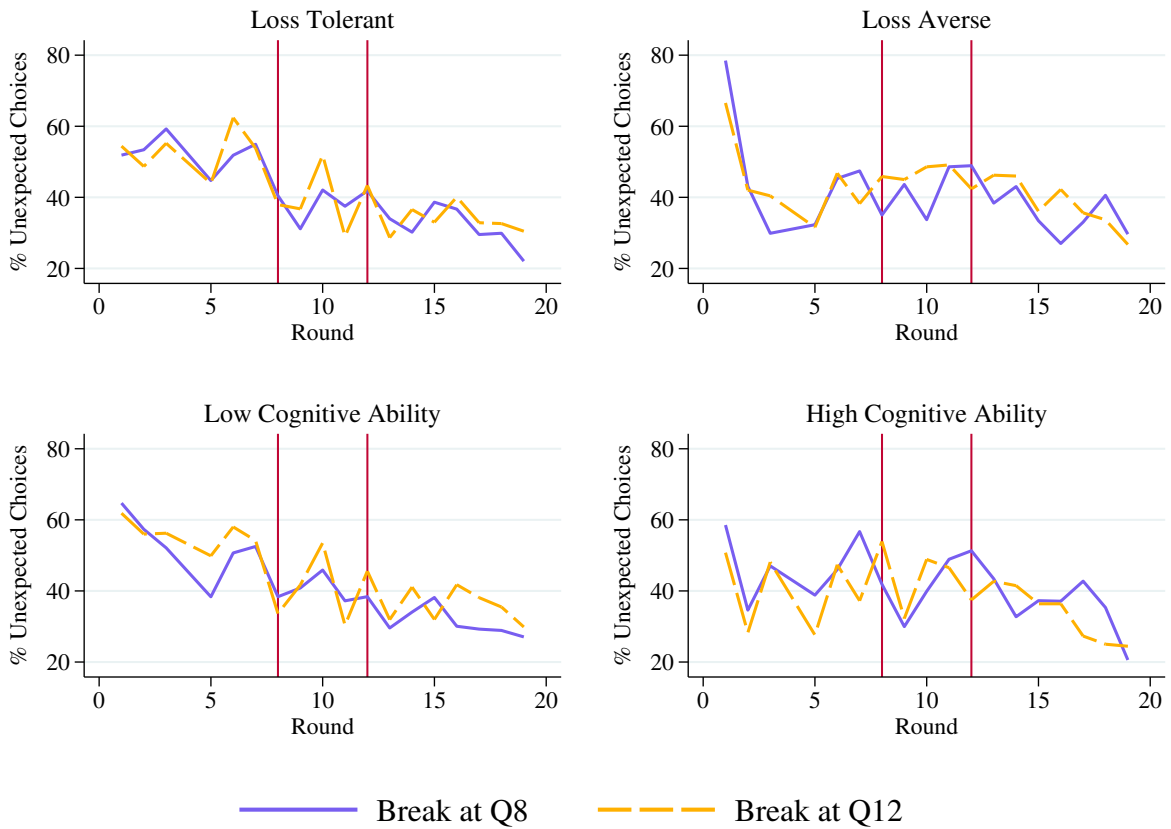 Loss Tolerant
% Unexpected Choices
80
60
40
20
0 5 10 15 20
Round
Loss Averse
% Unexpected Choices
80
60
40
20
0 5 10 15 20
Round
Low Cognitive Ability
% Unexpected Choices
80
60
40
20
0 5 10 15 20
Round
High Cognitive Ability
% Unexpected Choices
80
60
40
20
0 5 10 15 20
Round
Break at Q8 Break at Q12